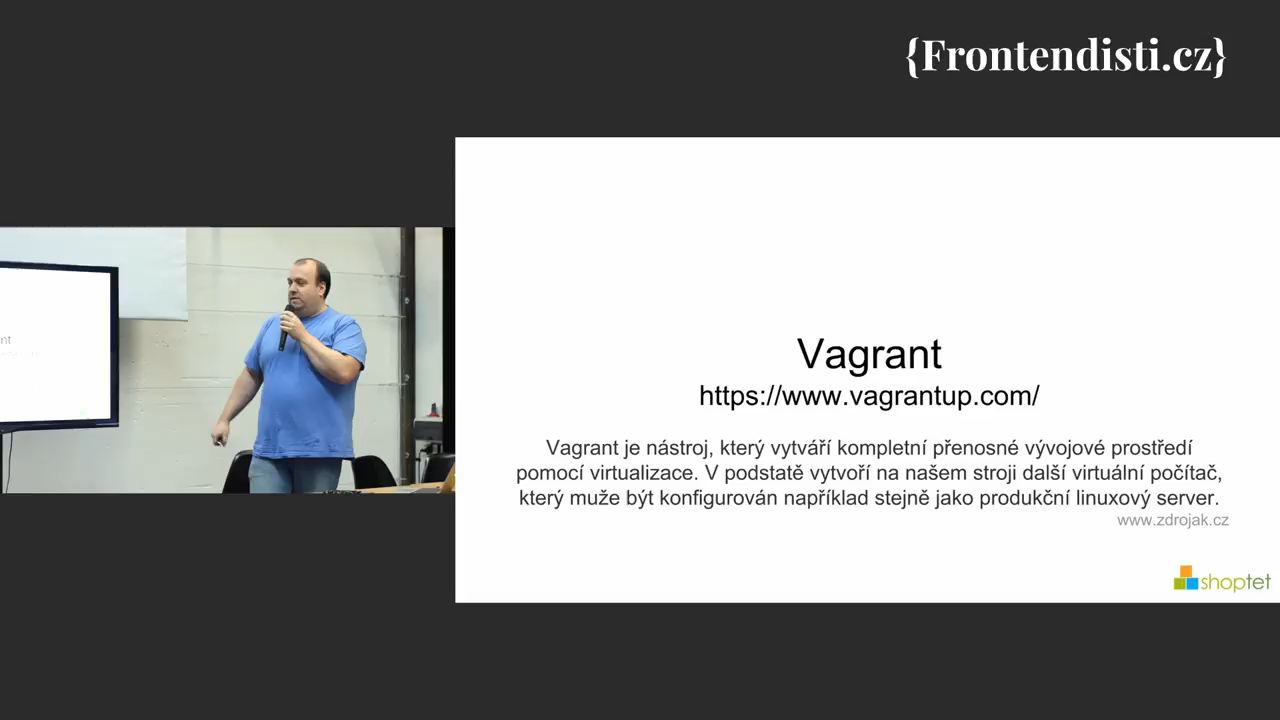 {Frontendisti.cz}
Vagrant
https://www.vagrantup.com/
Vagrant je nástroj, který vytváří kompletní přenosné vývojové prostředí
pomocí virtualizace. V podstatě vytvoří na našem stroji další virtuální počítač,
který muže být konfigurován například stejně jako produkční linuxový server.
www.zdrojak.cz
shoptet
nt